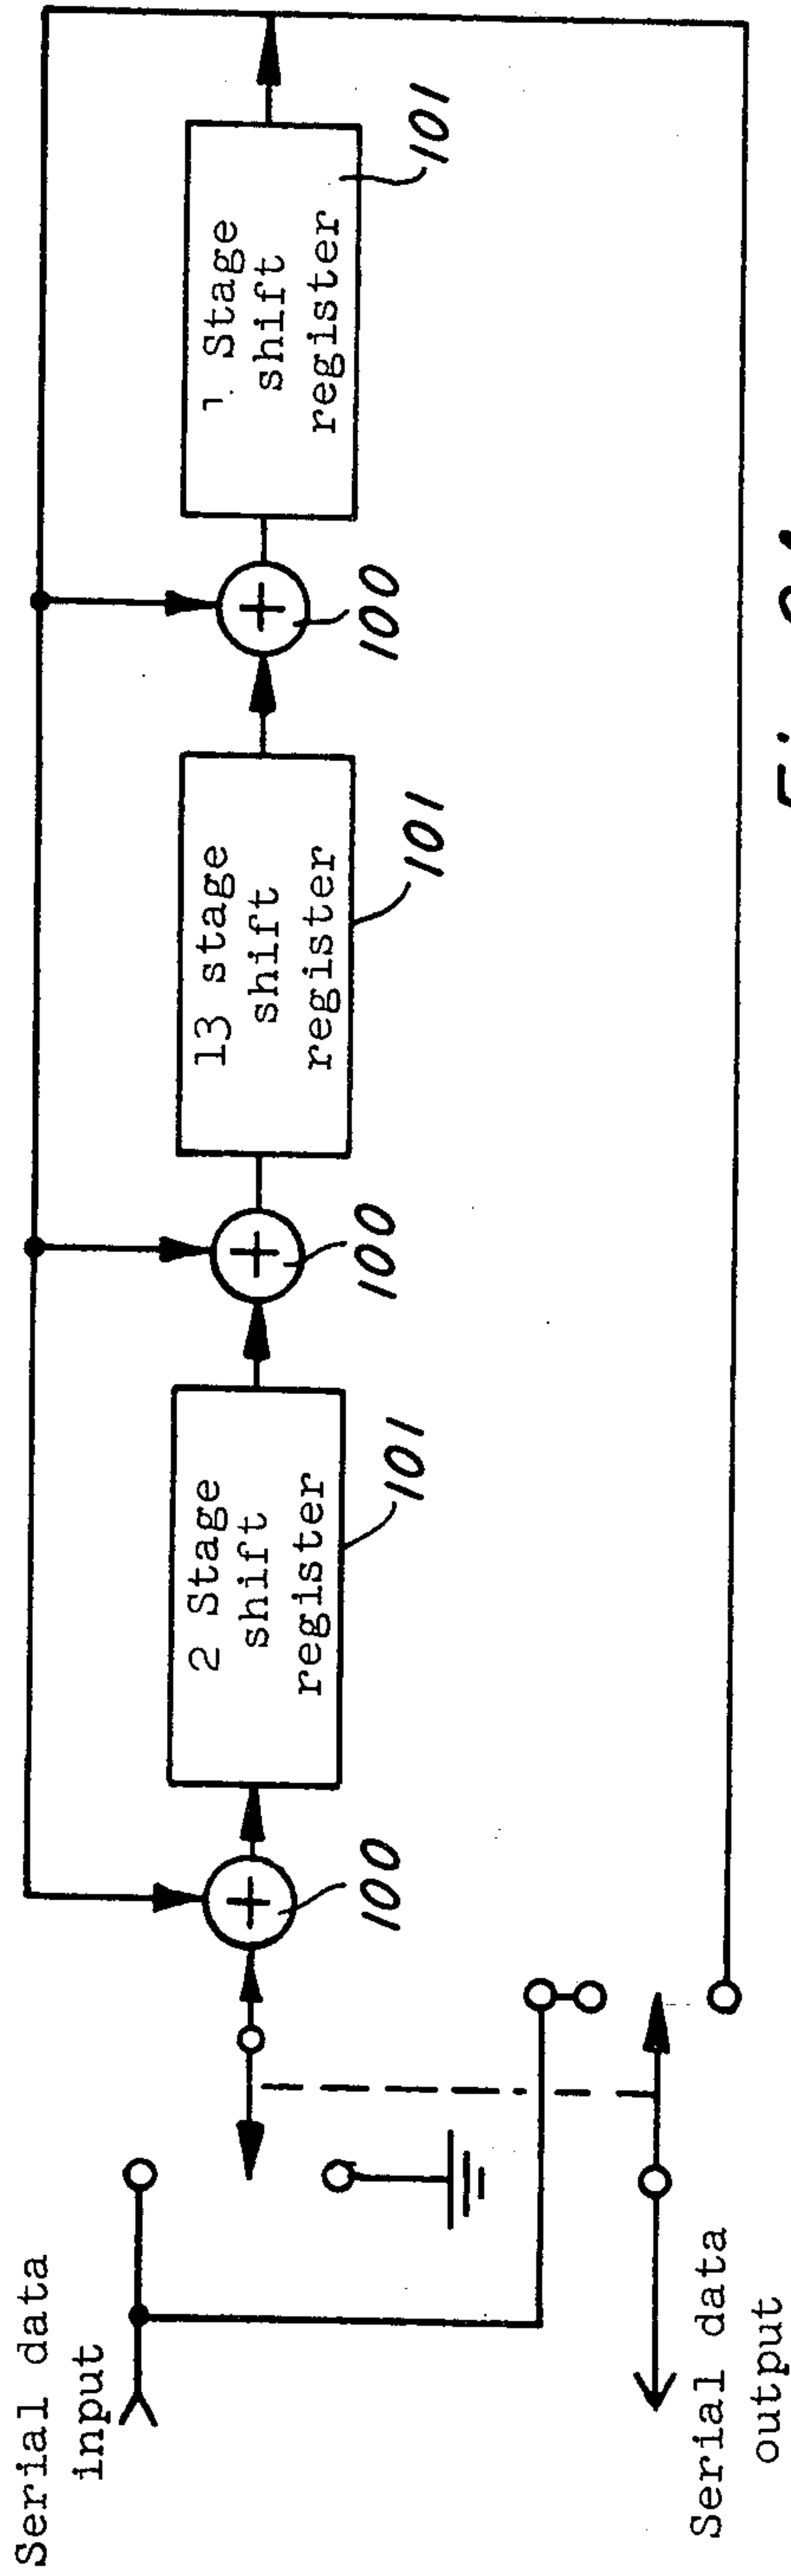 Serial data
input
100
2 Stage
shift
register
101
100
13 stage
shift
register
101
100
1 Stage
shift
register
101
Serial data
output